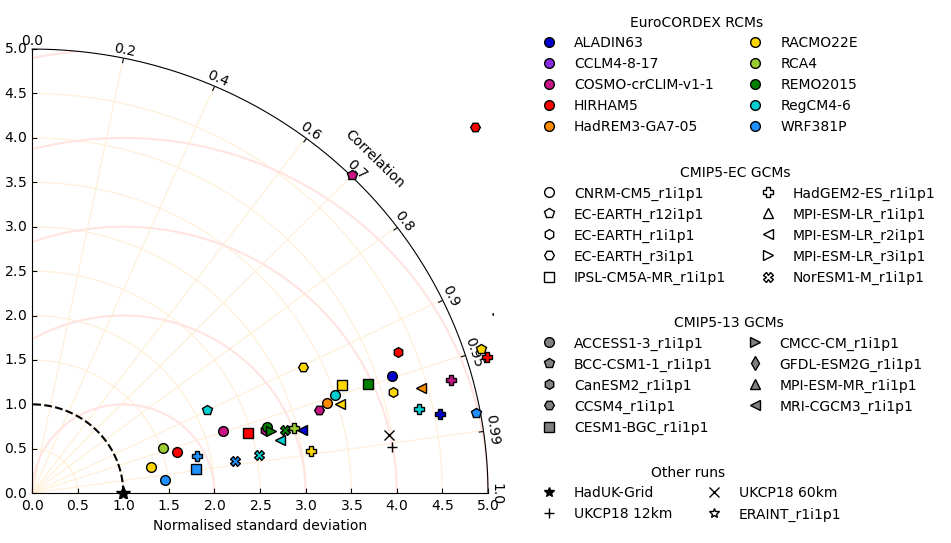 EuroCORDEX RCMs
ALADIN63
RACMO22E
CCLM4-8-17
RCA4
COSMO-crCLIM-v1-1
REMO2015
HIRHAM5
RegCM4-6
HadREM3-GA7-05
WRF381P
CMIP5-EC GCMs
CNRM-CM5_r1i1p1
HadGEM2-ES_r1i1p1
EC-EARTH_r12i1p1
MPI-ESM-LR_r1i1p1
EC-EARTH_r1i1p1
MPI-ESM-LR_r2i1p1
EC-EARTH_r3i1p1
MPI-ESM-LR_r3i1p1
IPSL-CM5A-MR_r1i1p1
NorESM1-M_r1i1p1
CMIP5-13 GCMs
ACCESS1-3_r1i1p1
CMCC-CM_r1i1p1
BCC-CSM1-1_r1i1p1
GFDL-ESM2G_r1i1p1
CanESM2_r1i1p1
MPI-ESM-MR_r1i1p1
CCSM4_r1i1p1
MRI-CGCM3_r1i1p1
CESM1-BGC_r1i1p1
Other runs
HadUK-Grid
UKCP18 60km
UKCP18 12km
ERAINT_r1i1p1
5.0
4.5
4.0
3.5
3.0
2.5
2.0
1.5
1.0
0.5
0.0
0.0
0.2
0.4
0.6
0.7
0.8
0.9
0.95
0.99
1.0
Correlation
0.0
0.5
1.0
1.5
2.0
2.5
3.0
3.5
4.0
4.5
5.0
Normalised standard deviation